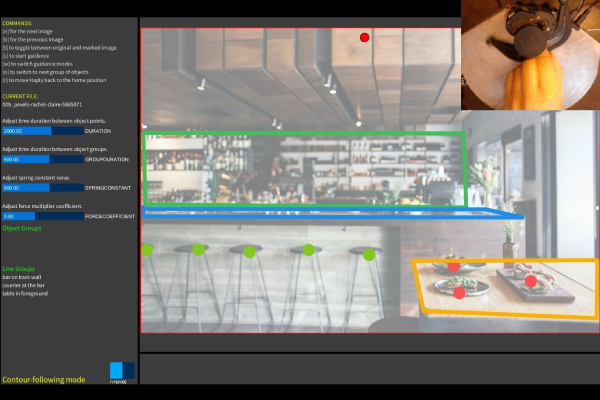 COMMANDS:
[n] for the next image
[b] for the previous image
[t] to toggle between original and marked image
[s] to start guidance
[w] to switch guidance modes
[o] to switch to next group of objects
[r] to move Haply back to the home position
CURRENT FILE:
00b_pexels-rachel-claire-5865871
Adjust time duration between object points.
2000.00 DURATION
Adjust time duration between object groups.
600.00 GROUPDURATION
Adjust spring constant value.
600.00 SPRINGCONSTANT
Adjust force multiplier coefficient.
0.80 FORCECOEFFICIENT
Object Groups
Line Groups
bar on back wall
counter at the bar
table in foreground
Contour-following mode